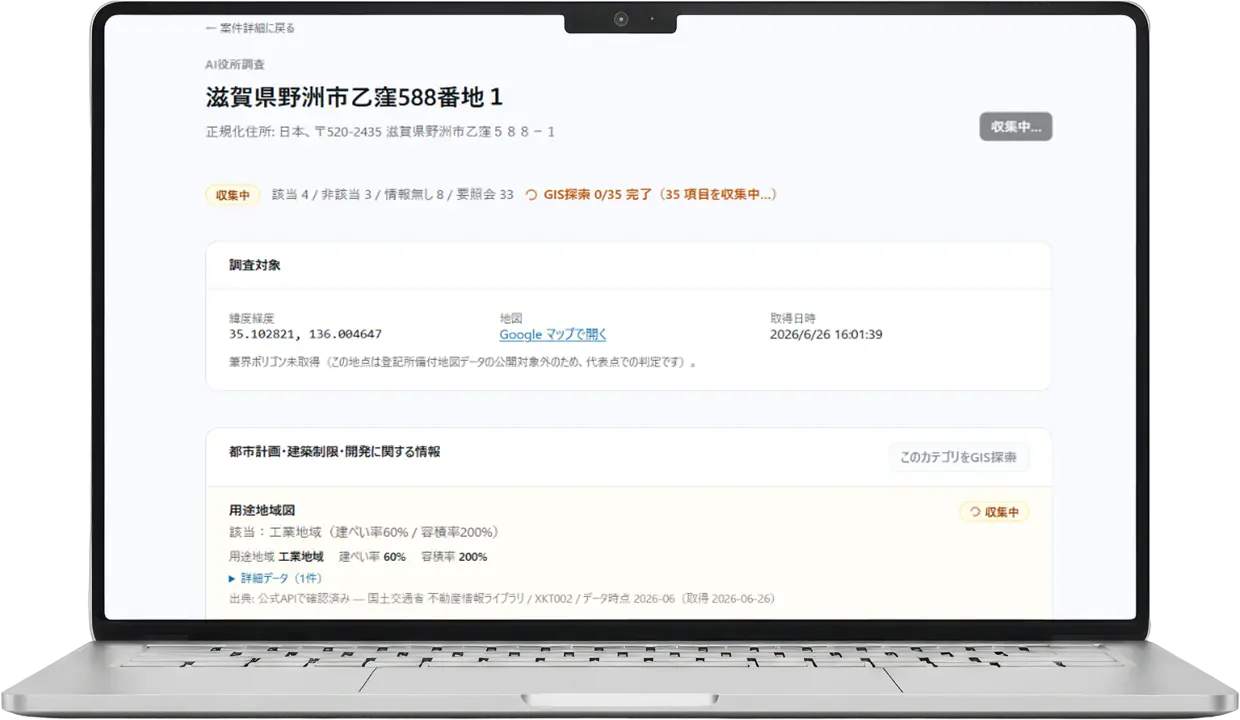 ← 案件詳細に戻る
AI役所調査
滋賀県野洲市乙窪588番地1
正規化住所: 日本、〒520-2435 滋賀県野洲市乙窪588－1
収集中...
収集中 該当 4 / 非該当 3 / 情報無し 8 / 要照会 33 GIS探索 0/35 完了（35 項目を収集中...）
調査対象
緯度経度 地図 取得日時
35.102821, 136.004647 Google マップで開く 2026/6/26 16:01:39
筆界ポリゴン未取得（この地点は登記所備付地図データの公開対象外のため、代表点での判定です）。
都市計画・建築制限・開発に関する情報 このカテゴリをGIS探索
用途地域図 収集中
該当：工業地域（建ぺい率60% / 容積率200%）
用途地域 工業地域 建ぺい率 60% 容積率 200%
▶ 詳細データ（1件）
出典: 公式APIで確認済み — 国土交通省 不動産情報ライブラリ / XKT002 / データ時点 2026-06（取得 2026-06-26）